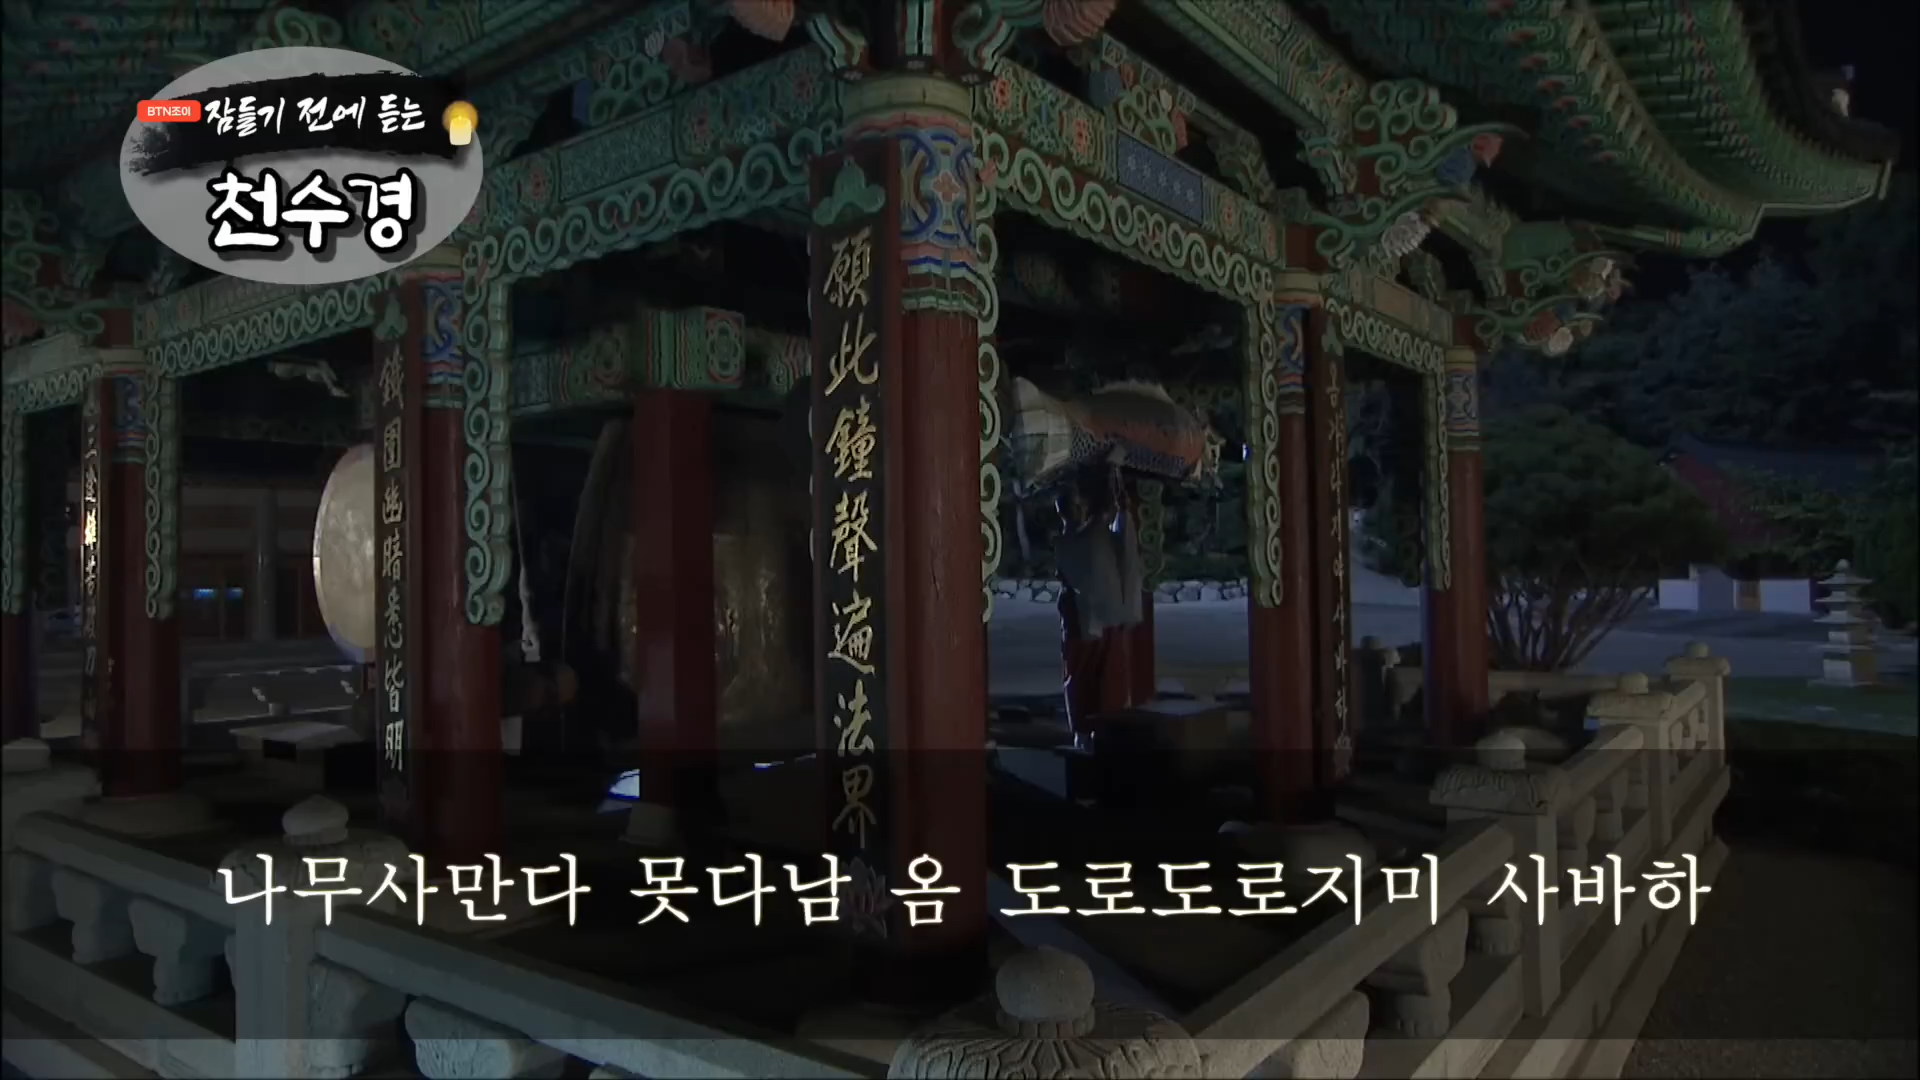 BTN조이 잠들기 전에 듣는
천수경
願此鐘聲遍法界
鐵圍幽暗悉皆明
나무사만다 못다남 옴 도로도로지미 사바하